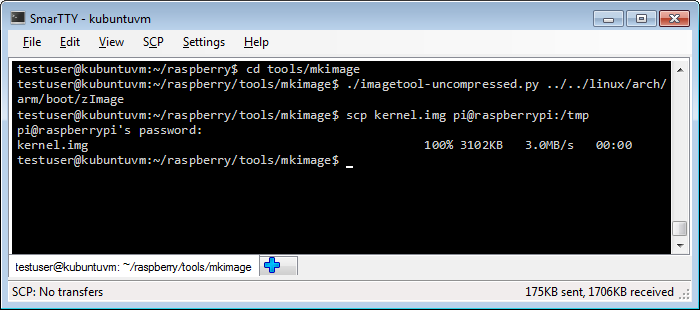 SmarTTY - kubuntuvm
File Edit View SCP Settings Help
testuser@kubuntuvm:~/raspberry$ cd tools/mkimage
testuser@kubuntuvm:~/raspberry/tools/mkimage$ ./imagetool-uncompressed.py ../../linux/arch/
arm/boot/zImage
testuser@kubuntuvm:~/raspberry/tools/mkimage$ scp kernel.img pi@raspberrypi:/tmp
pi@raspberrypi's password:
kernel.img 100% 3102KB 3.0MB/s 00:00
testuser@kubuntuvm:~/raspberry/tools/mkimage$
testuser@kubuntuvm: ~/raspberry/tools/mkimage
SCP: No transfers 175KB sent, 1706KB received